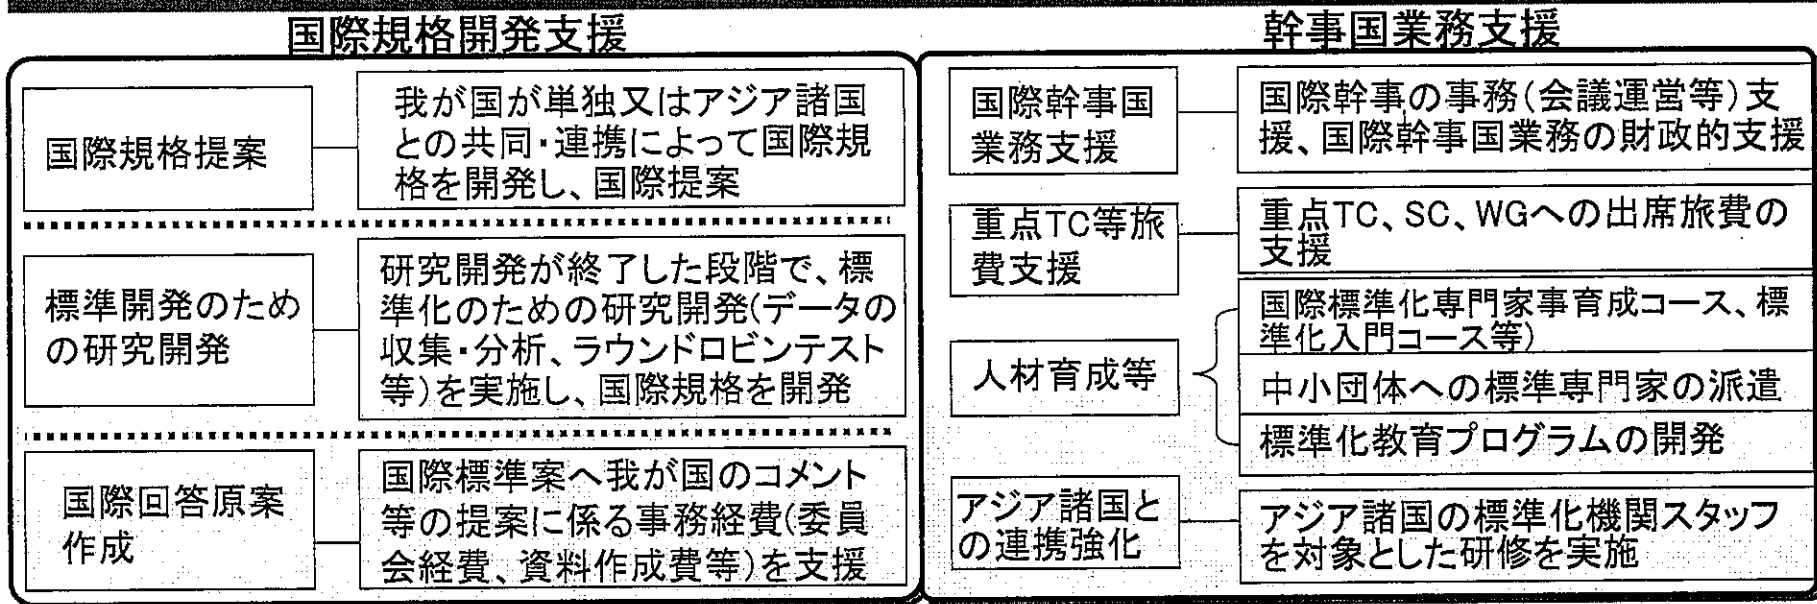 国際規格開発支援
国際規格提案
我が国が単独又はアジア諸国
との共同・連携によって国際規
格を開発し、国際提案
標準開発のため
の研究開発
研究開発が終了した段階で、標
準化のための研究開発(データの
収集・分析、ラウンドロビンテスト
等)を実施し、国際規格を開発
国際回答原案
作成
国際標準案へ我が国のコメント
等の提案に係る事務経費(委員
会経費、資料作成費等)を支援
幹事国業務支援
国際幹事国
業務支援
国際幹事の事務(会議運営等)支
援、国際幹事国業務の財政的支援
重点TC等旅
費支援
重点TC、SC、WGへの出席旅費の
支援
人材育成等
国際標準化専門家事育成コース、標
準化入門コース等)
中小団体への標準専門家の派遣
標準化教育プログラムの開発
アジア諸国と
の連携強化
アジア諸国の標準化機関スタッフ
を対象とした研修を実施